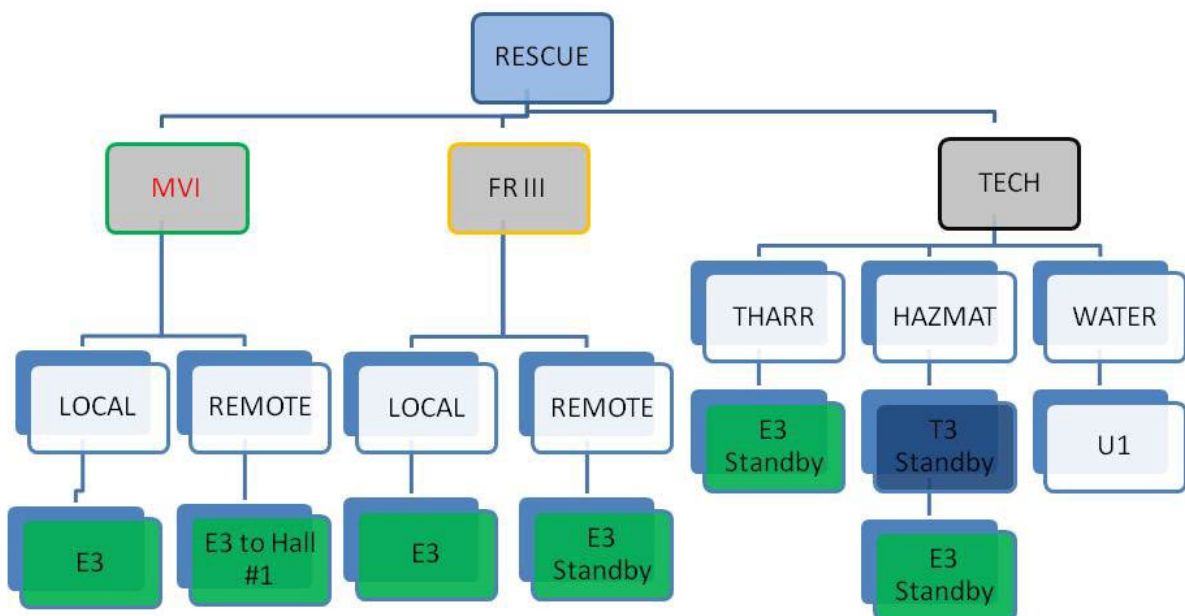 RESCUE
MVI
FR III
TECH
THARR
HAZMAT
WATER
LOCAL
REMOTE
LOCAL
REMOTE
E3
Standby
T3
Standby
U1
E3
E3 to Hall
#1
E3
E3
Standby
E3
Standby